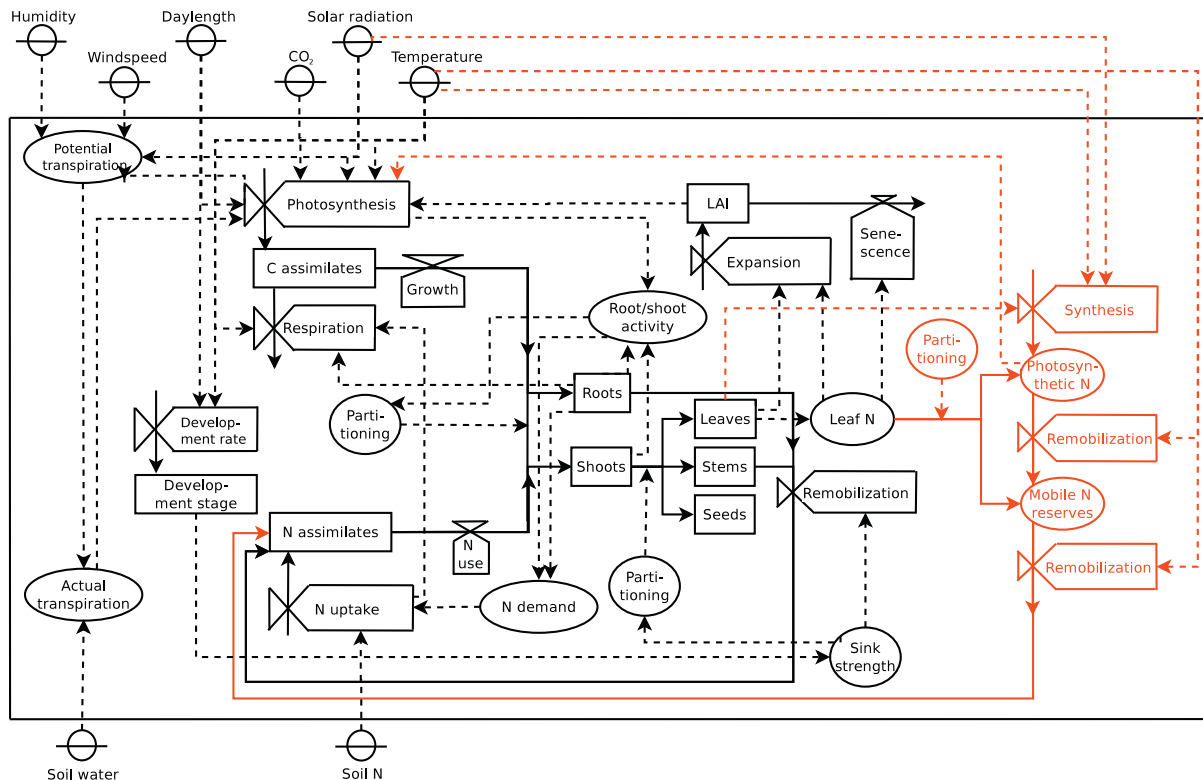 Humidity
Daylength
Solar radiation
Windspeed
CO₂
Temperature
Potential
transpiration
Photosynthesis
LAI
Sene-
scence
Expansion
C assimilates
Growth
Respiration
Root/shoot
activity
Synthesis
Parti-
tioning
Photosyn-
thetic N
Roots
Parti-
tioning
Leaves
Leaf N
Develop-
ment rate
Remobilization
Shoots
Stems
Develop-
ment stage
Remobilization
Mobile N
reserves
Seeds
N assimilates
N
use
Remobilization
Actual
transpiration
Parti-
tioning
N uptake
N demand
Sink
strength
Soil water
Soil N